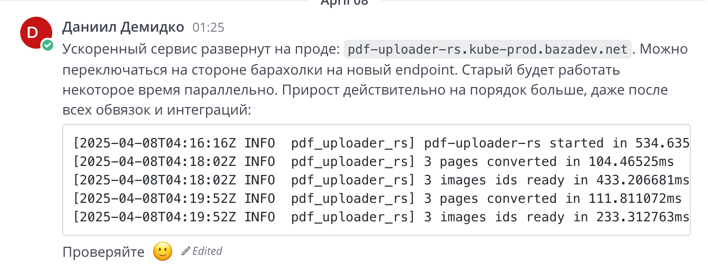 April 08
D
Даниил Демидко 01:25
Ускоренный сервис развернут на проде: pdf-uploader-rs.kube-prod.bazadev.net. Можно
переключаться на стороне барахолки на новый endpoint. Старый будет работать
некоторое время параллельно. Прирост действительно на порядок больше, даже после
всех обвязок и интеграций:
[2025-04-08T04:16:16Z INFO  pdf_uploader_rs] pdf-uploader-rs started in 534.635
[2025-04-08T04:18:02Z INFO  pdf_uploader_rs] 3 pages converted in 104.46525ms
[2025-04-08T04:18:02Z INFO  pdf_uploader_rs] 3 images ids ready in 433.206681ms
[2025-04-08T04:19:52Z INFO  pdf_uploader_rs] 3 pages converted in 111.811072ms
[2025-04-08T04:19:52Z INFO  pdf_uploader_rs] 3 images ids ready in 233.312763ms
Проверяйте 🙂 Edited